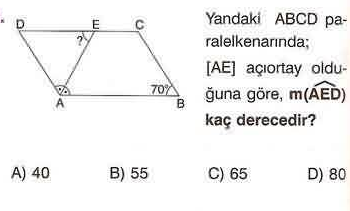 D E C
?
70°
A B
Yandaki ABCD pa-
ralelkenarında;
[AE] açıortay oldu-
ğuna göre, m(AED)
kaç derecedir?
A) 40 B) 55 C) 65 D) 80